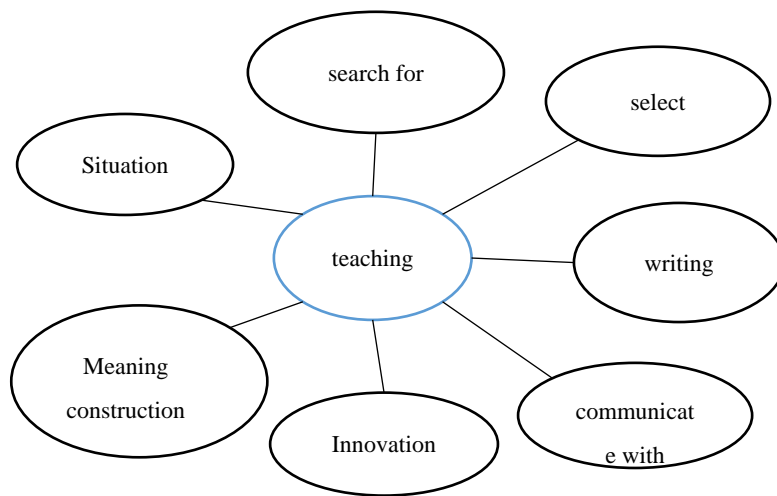 search for
select
Situation
teaching
writing
Meaning
construction
communicat
e with
Innovation